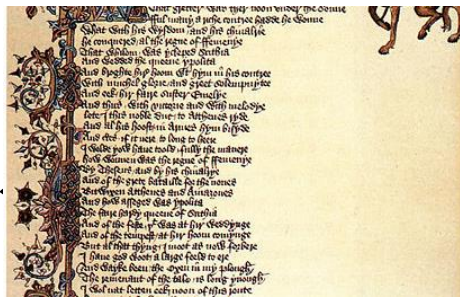 That gretter was ther noon under the sonne
fful many a riche contree hadde he wonne
What with his wysdom and his chivalrie
he conquered al the regne of ffemenye
That whilom was ycleped Scithia
And wedded the queene ypolita
And broghte hir hoom with hym in his contree
With muchel glorie and greet solempnytee
And eek hir faire suster Emelye
And thus with victorie and with melodye
lete I this noble duc to Atthenes ryde
And al his hoost in armes hym bisyde
And certes if it nere to long to heere
I wolde yow have toold fully the manere
how wonnen was the regne of ffemenye
By Theseus and by his chivalrye
And of the grete bataille for the nones
Bitwixen Atthenes and Amazones
And how asseged was ypolita
The faire hardy queene of Scithia
And of the feste that was at hir weddynge
And of the tempest at hir hoom comynge
But al that thyng I moot as now forbere
I have god woot a large feeld to ere
And wayke been the oxen in my plough
The remenant of the tale is long ynough
I wol nat letten eek noon of this route